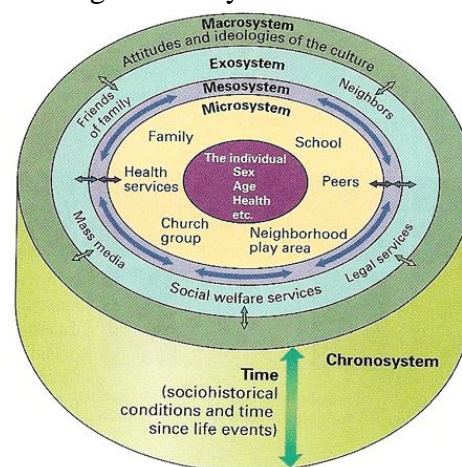 Macrosystem
Attitudes and ideologies of the culture
Exosystem
Mesosystem
Microsystem
Friends
of family
Neighbors
Family
School
The individual
Sex
Age
Health
etc.
Health
services
Peers
Church
group
Neighborhood
play area
Mass media
Social welfare services
Legal services
Chronosystem
Time
(sociohistorical
conditions and time
since life events)